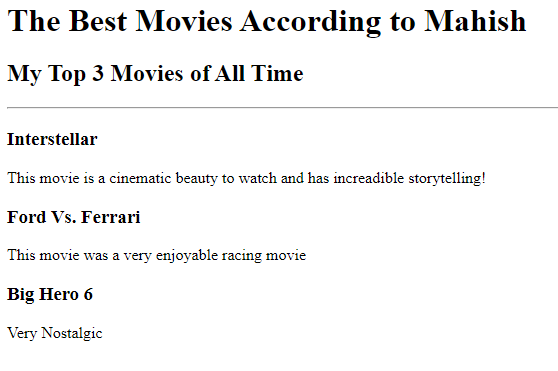 The Best Movies According to Mahish
My Top 3 Movies of All Time
Interstellar
This movie is a cinematic beauty to watch and has increadible storytelling!
Ford Vs. Ferrari
This movie was a very enjoyable racing movie
Big Hero 6
Very Nostalgic